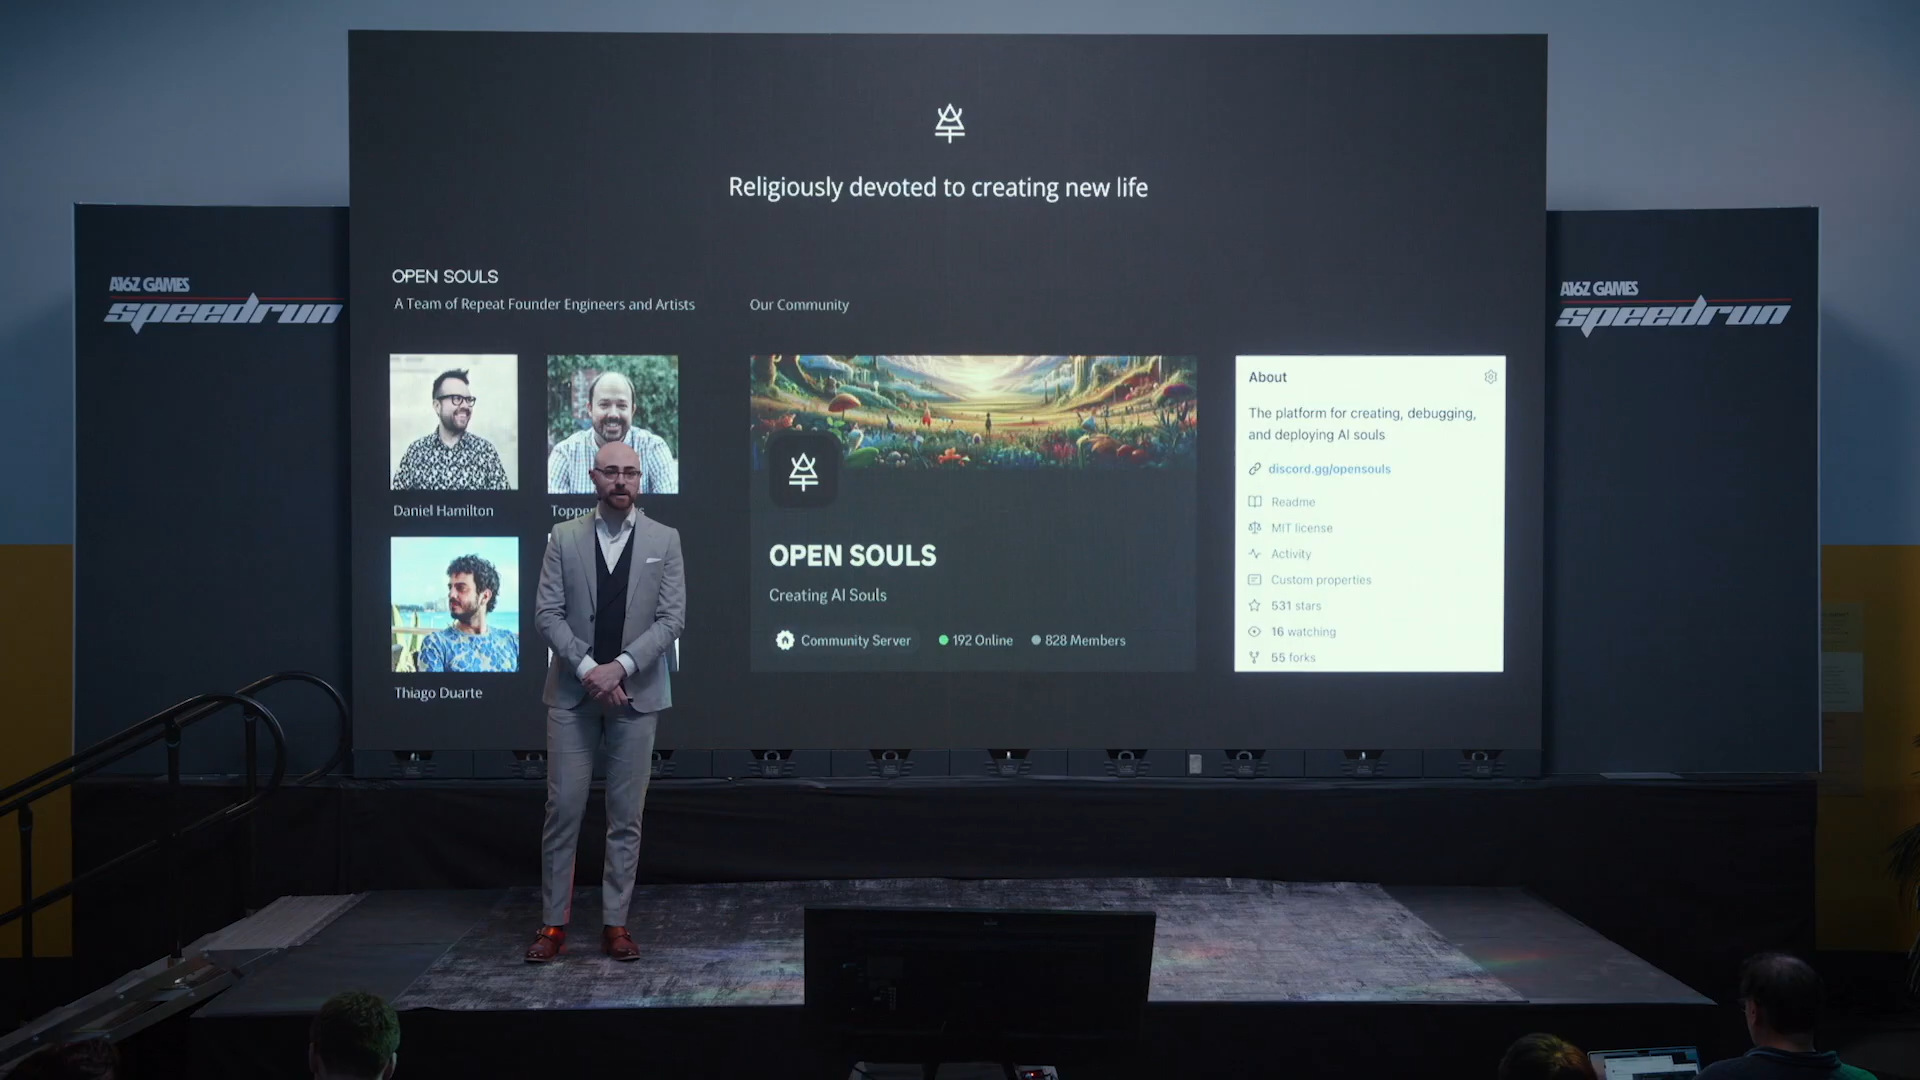 Religiously devoted to creating new life
A16Z GAMES
speedrun
A16Z GAMES
speedrun
OPEN SOULS
A Team of Repeat Founder Engineers and Artists
Our Community
Daniel Hamilton
Topper
Thiago Duarte
OPEN SOULS
Creating AI Souls
Community Server
192 Online
828 Members
About
The platform for creating, debugging,
and deploying AI souls
discord.gg/opensouls
Readme
MIT license
Activity
Custom properties
531 stars
16 watching
55 forks